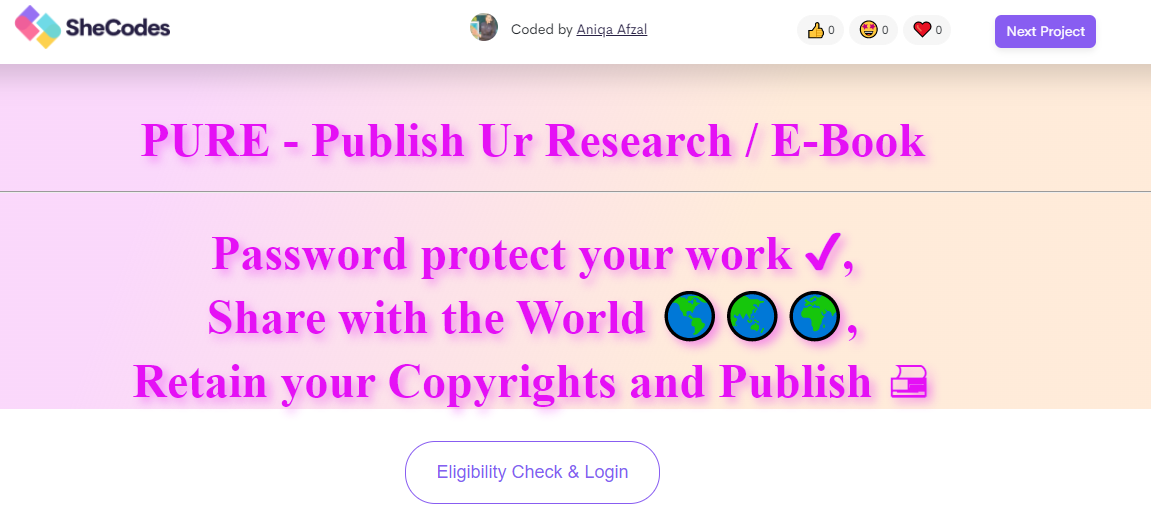 SheCodes
Coded by Aniqa Afzal
👍 0 🤩 0 ❤️ 0
Next Project
PURE - Publish Ur Research / E-Book
Password protect your work ✔,
Share with the World 🌎🌏🌍,
Retain your Copyrights and Publish
Eligibility Check & Login